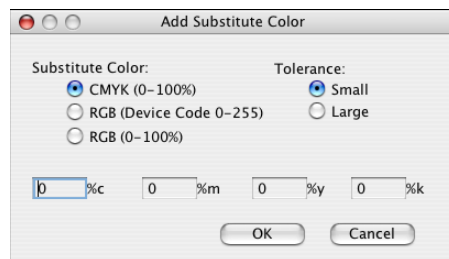 Add Substitute Color
Substitute Color: Tolerance:
CMYK (0-100%) Small
RGB (Device Code 0-255) Large
RGB (0-100%)
0 %c 0 %m 0 %y 0 %k
OK Cancel